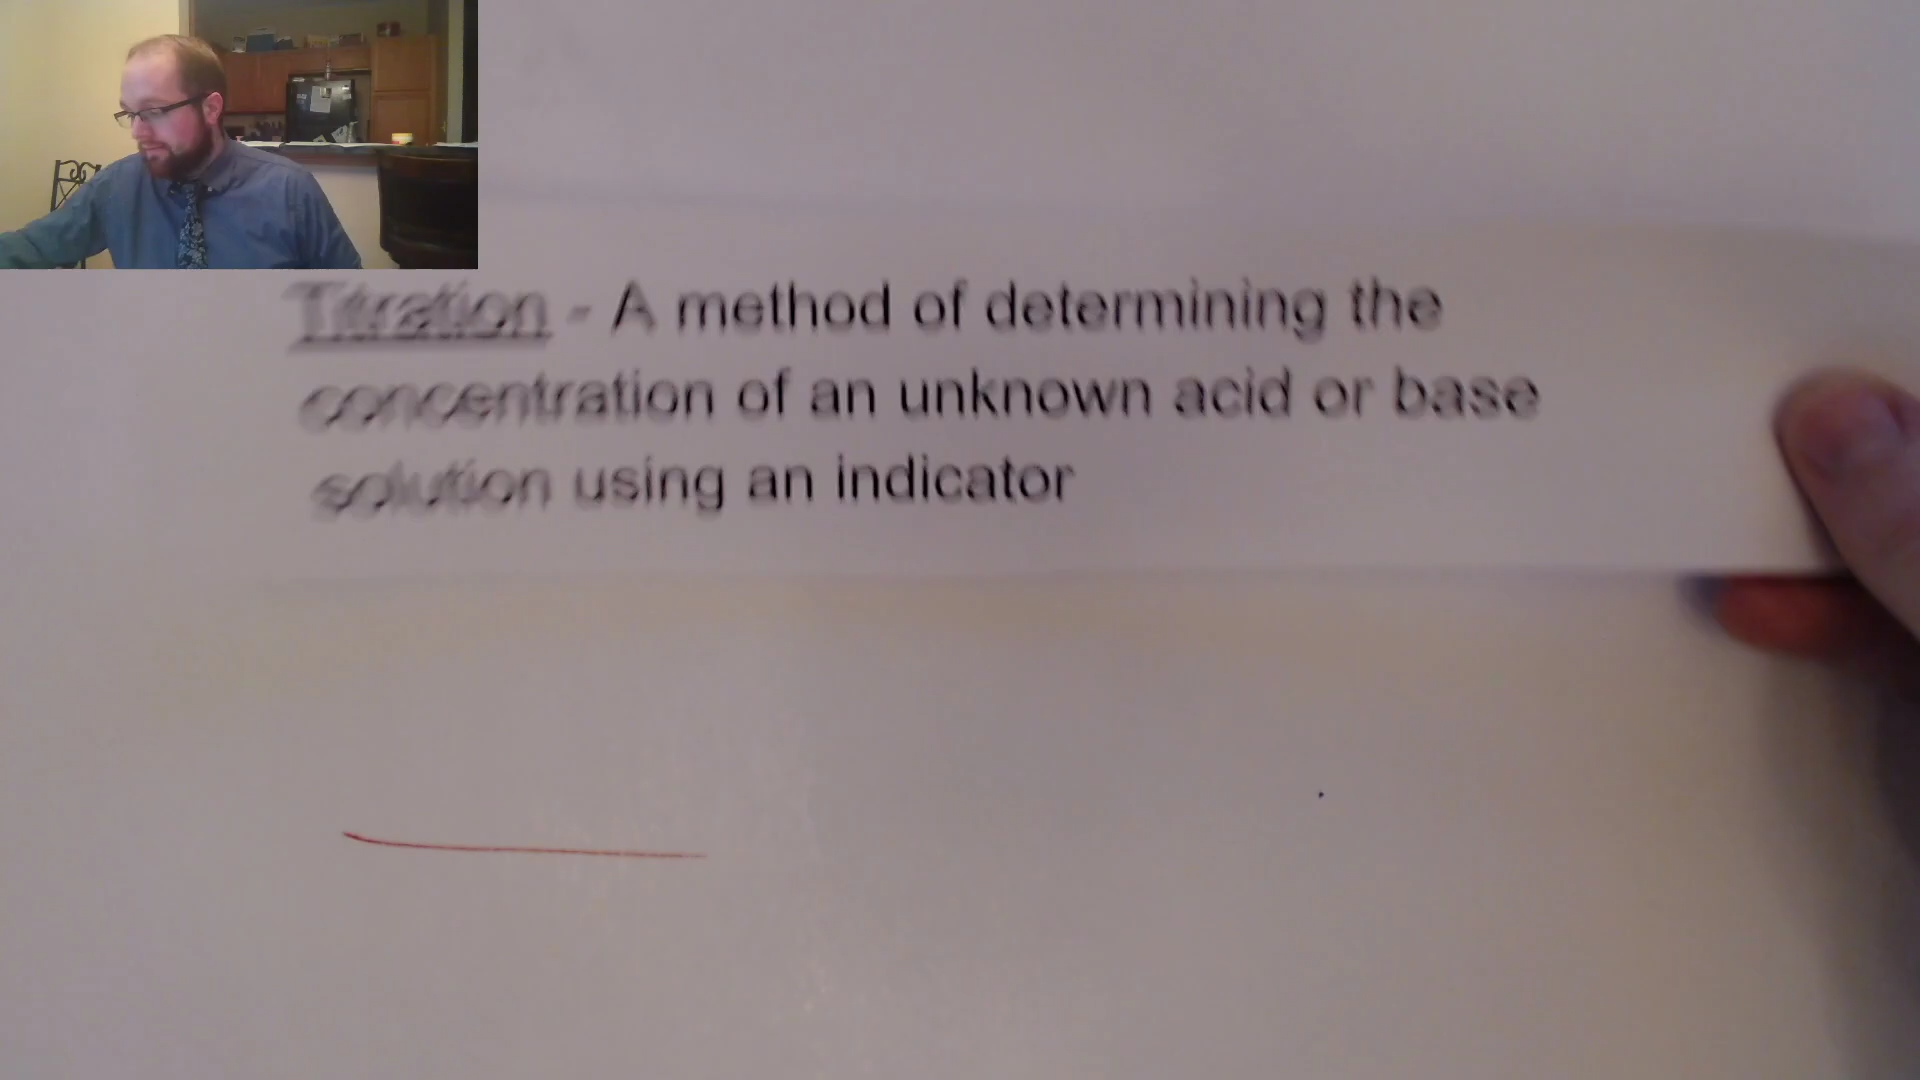 Titration - A method of determining the
concentration of an unknown acid or base
solution using an indicator